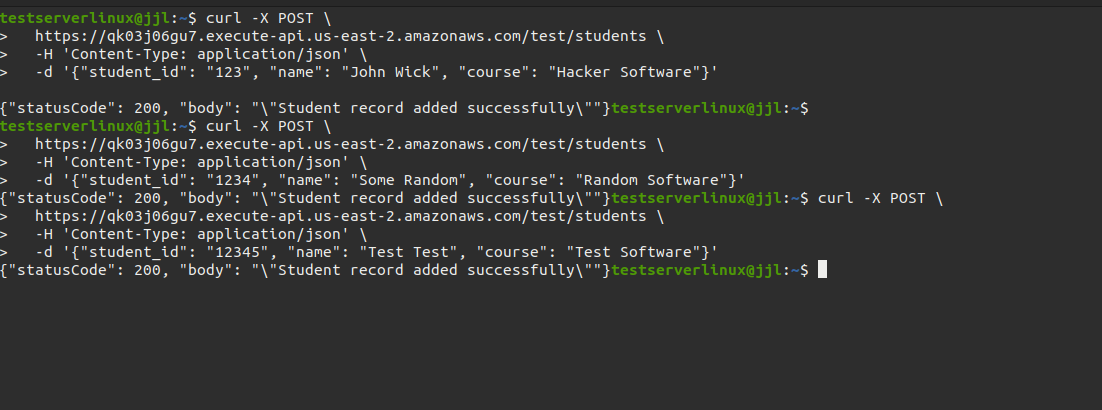 testserverlinux@jjl:~$ curl -X POST \
>   https://qk03j06gu7.execute-api.us-east-2.amazonaws.com/test/students \
>   -H 'Content-Type: application/json' \
>   -d '{"student_id": "123", "name": "John Wick", "course": "Hacker Software"}'

{"statusCode": 200, "body": "\"Student record added successfully\""}testserverlinux@jjl:~$
testserverlinux@jjl:~$ curl -X POST \
>   https://qk03j06gu7.execute-api.us-east-2.amazonaws.com/test/students \
>   -H 'Content-Type: application/json' \
>   -d '{"student_id": "1234", "name": "Some Random", "course": "Random Software"}'
{"statusCode": 200, "body": "\"Student record added successfully\""}testserverlinux@jjl:~$ curl -X POST \
>   https://qk03j06gu7.execute-api.us-east-2.amazonaws.com/test/students \
>   -H 'Content-Type: application/json' \
>   -d '{"student_id": "12345", "name": "Test Test", "course": "Test Software"}'
{"statusCode": 200, "body": "\"Student record added successfully\""}testserverlinux@jjl:~$